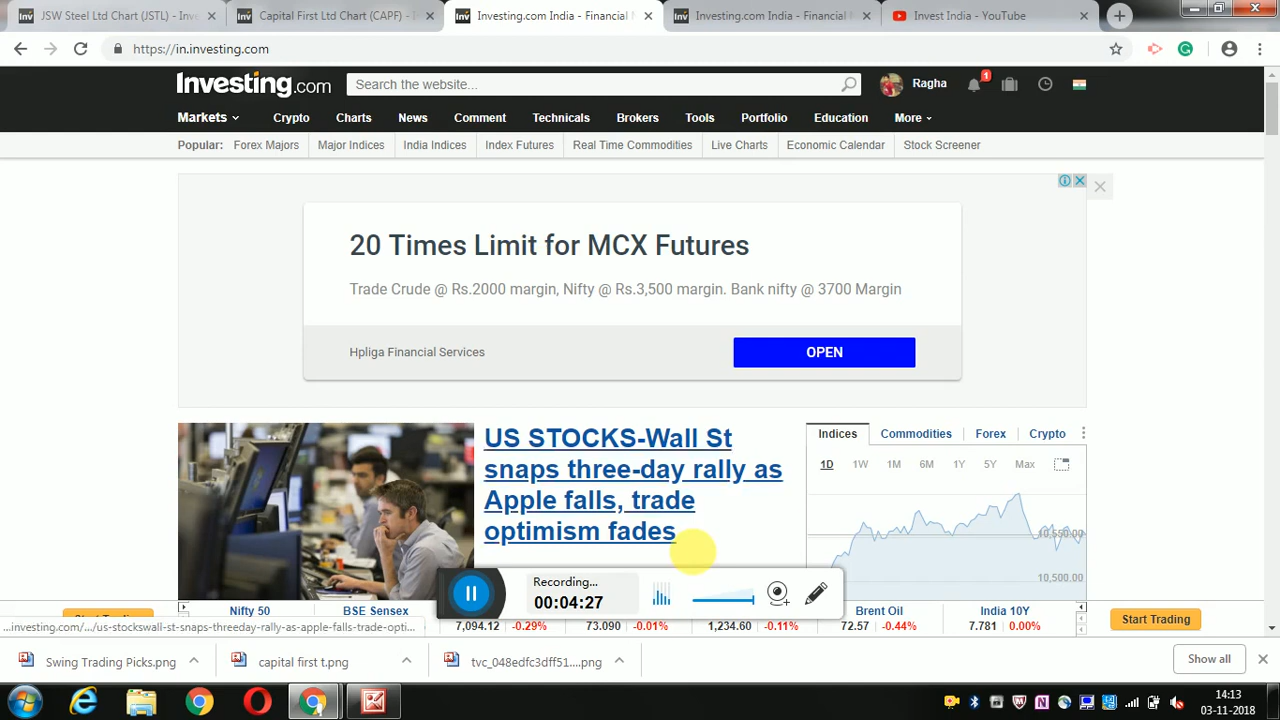 JSW Steel Ltd Chart (JSTL) - Inve
Capital First Ltd Chart (CAPF) - 
Investing.com India - Financial
Investing.com India - Financial
Invest India - YouTube
https://in.investing.com
Investing.com
Search the website...
Ragha
1
Markets
Crypto
Charts
News
Comment
Technicals
Brokers
Tools
Portfolio
Education
More
Popular:
Forex Majors
Major Indices
India Indices
Index Futures
Real Time Commodities
Live Charts
Economic Calendar
Stock Screener
20 Times Limit for MCX Futures
Trade Crude @ Rs.2000 margin, Nifty @ Rs.3,500 margin. Bank nifty @ 3700 Margin
Hpliga Financial Services
OPEN
US STOCKS-Wall St
snaps three-day rally as
Apple falls, trade
optimism fades
Indices
Commodities
Forex
Crypto
1D
1W
1M
6M
1Y
5Y
Max
10,550.00
10,500.00
Recording...
00:04:27
Nifty 50
BSE Sensex
Brent Oil
India 10Y
7,094.12
-0.29%
73.090
-0.01%
1,234.60
-0.11%
72.57
-0.44%
7.781
0.00%
Start Trading
...investing.com/.../us-stockswall-st-snaps-threeday-rally-as-apple-falls-trade-opti...
Swing Trading Picks.png
capital first t.png
tvc_048edfc3dff51....png
Show all
14:13
03-11-2018